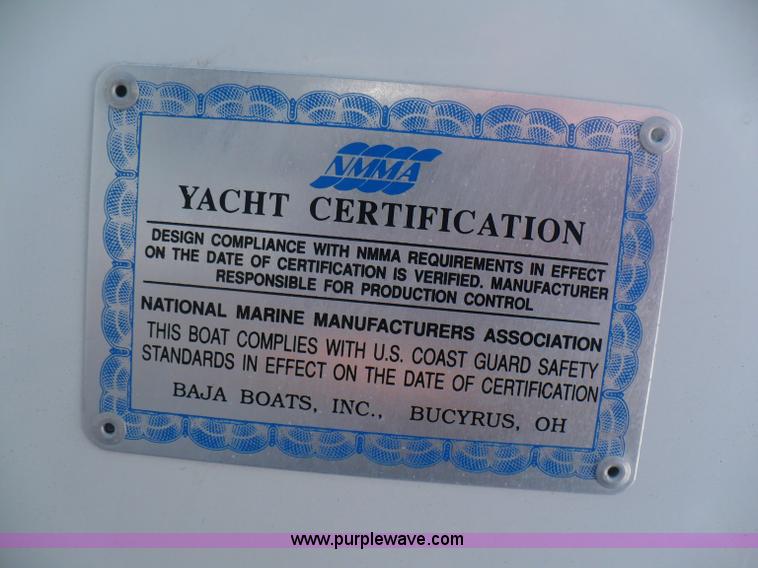 NMMA
YACHT CERTIFICATION
DESIGN COMPLIANCE WITH NMMA REQUIREMENTS IN EFFECT
ON THE DATE OF CERTIFICATION IS VERIFIED. MANUFACTURER
RESPONSIBLE FOR PRODUCTION CONTROL
NATIONAL MARINE MANUFACTURERS ASSOCIATION
THIS BOAT COMPLIES WITH U.S. COAST GUARD SAFETY
STANDARDS IN EFFECT ON THE DATE OF CERTIFICATION
BAJA BOATS, INC., BUCYRUS, OH
www.purplewave.com